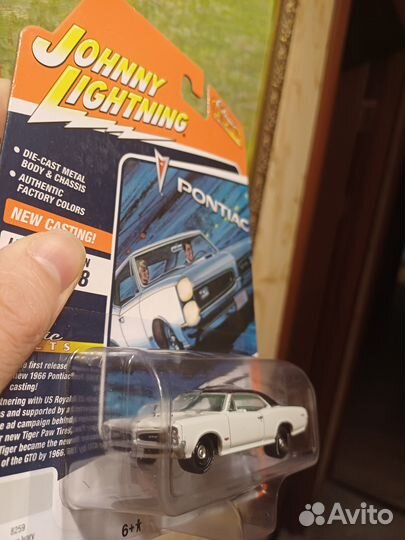 JOHNNY
LIGHTNING
• DIE-CAST METAL
BODY & CHASSIS
• AUTHENTIC
FACTORY COLORS
NEW CASTING!
PONTIAC
first release
new 1966 Pontiac
casting!
tnering with US Royal
and supported by a
ad campaign behind
new Tiger Paw Tires,
Tiger became the new
of the GTO by 1966.
8259
6+
Avito